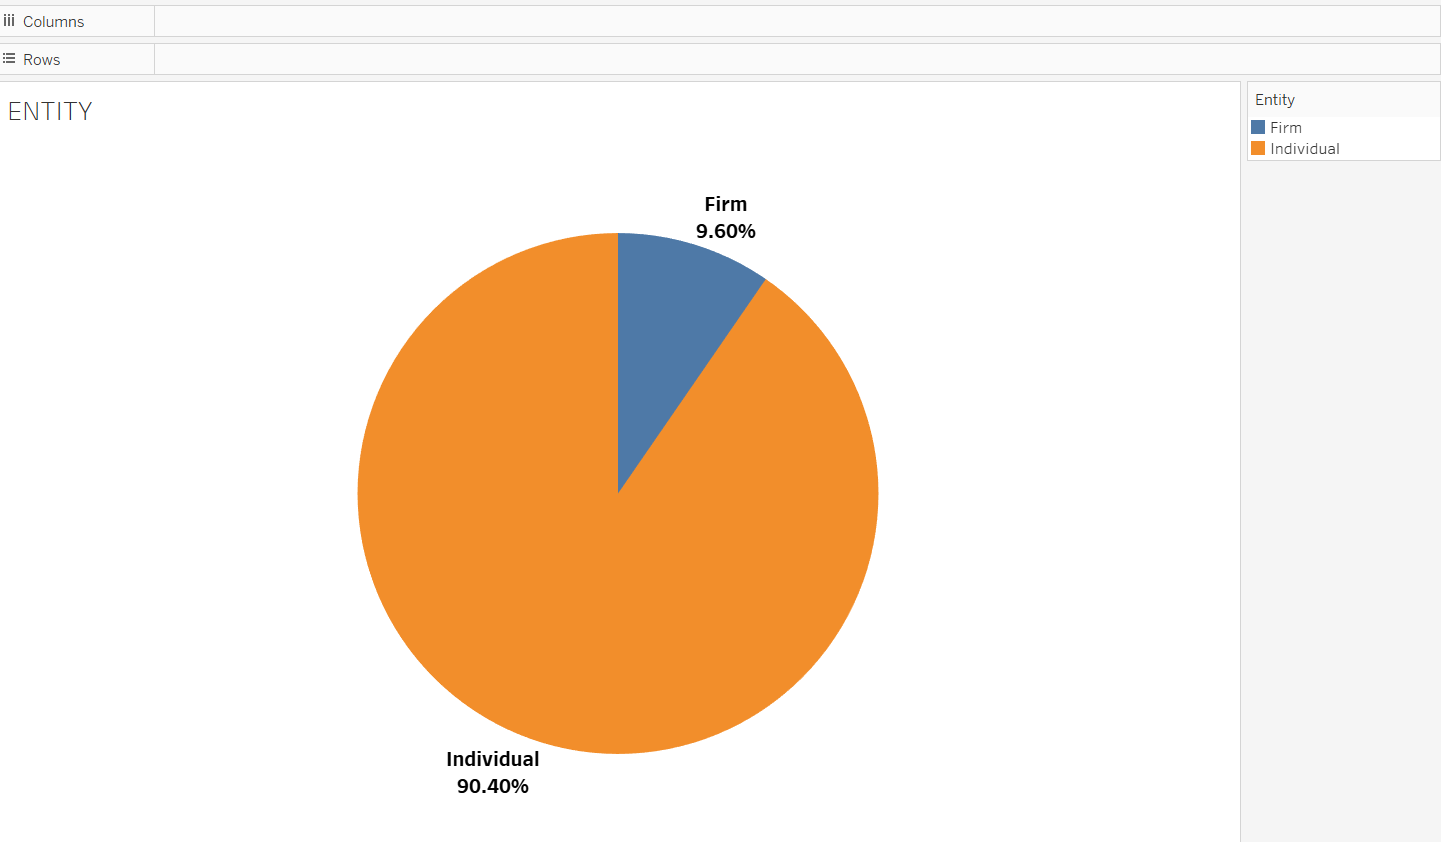 Columns
Rows
ENTITY
Entity
Firm
Individual
Firm
9.60%
Individual
90.40%